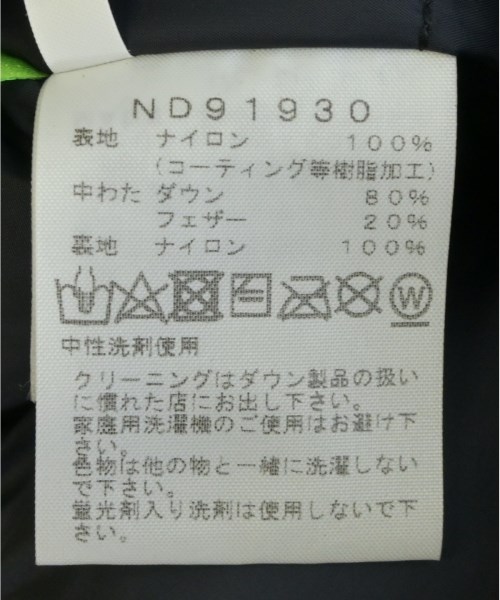 ND91930
表地 ナイロン 100%
(コーティング等樹脂加工)
中わた ダウン 80%
フェザー 20%
裏地 ナイロン 100%
W
中性洗剤使用
クリーニングはダウン製品の扱い
に慣れた店にお出し下さい。
家庭用洗濯機のご使用はお避け下
さい。
色物は他の物と一緒に洗濯しない
で下さい。
蛍光剤入り洗剤は使用しないで下
さい。